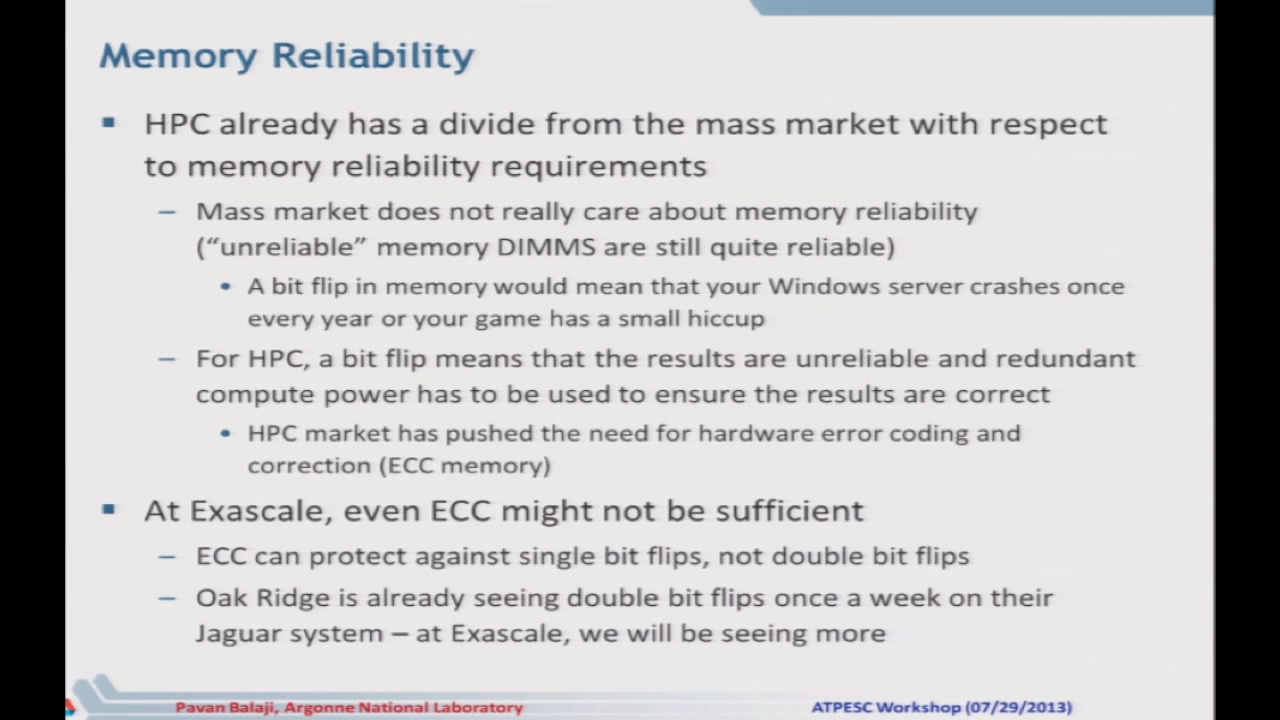 Memory Reliability
HPC already has a divide from the mass market with respect
to memory reliability requirements
– Mass market does not really care about memory reliability
(“unreliable” memory DIMMS are still quite reliable)
• A bit flip in memory would mean that your Windows server crashes once
every year or your game has a small hiccup
– For HPC, a bit flip means that the results are unreliable and redundant
compute power has to be used to ensure the results are correct
• HPC market has pushed the need for hardware error coding and
correction (ECC memory)
At Exascale, even ECC might not be sufficient
– ECC can protect against single bit flips, not double bit flips
– Oak Ridge is already seeing double bit flips once a week on their
Jaguar system – at Exascale, we will be seeing more
Pavan Balaji, Argonne National Laboratory
ATPESC Workshop (07/29/2013)